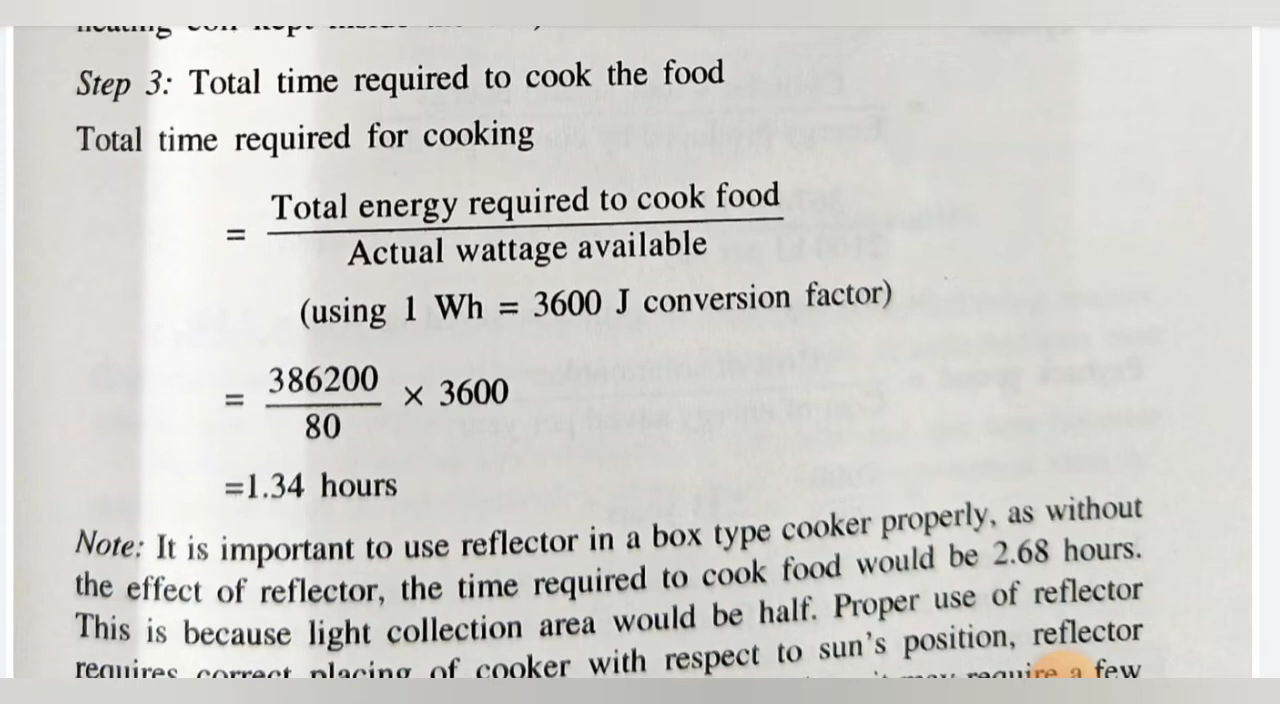 Step 3: Total time required to cook the food
Total time required for cooking
= Total energy required to cook food
Actual wattage available
(using 1 Wh = 3600 J conversion factor)
= 386200 × 3600
80
=1.34 hours
Note: It is important to use reflector in a box type cooker properly, as without
the effect of reflector, the time required to cook food would be 2.68 hours.
This is because light collection area would be half. Proper use of reflector
requires correct placing of cooker with respect to sun's position, reflector
require a few